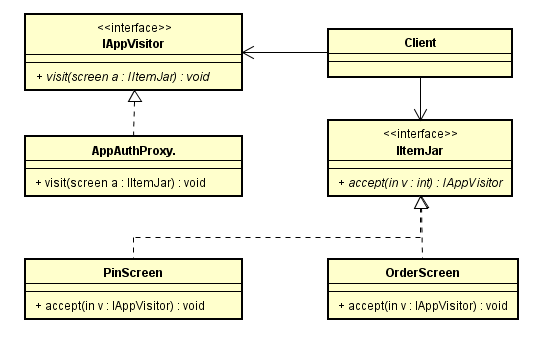 <<interface>>
IAppVisitor
+ visit(screen a : IItemJar) : void
Client
AppAuthProxy.
+ visit(screen a : IItemJar) : void
<<interface>>
IItemJar
+ accept(in v : int) : IAppVisitor
PinScreen
+ accept(in v : IAppVisitor) : void
OrderScreen
+ accept(in v : IAppVisitor) : void